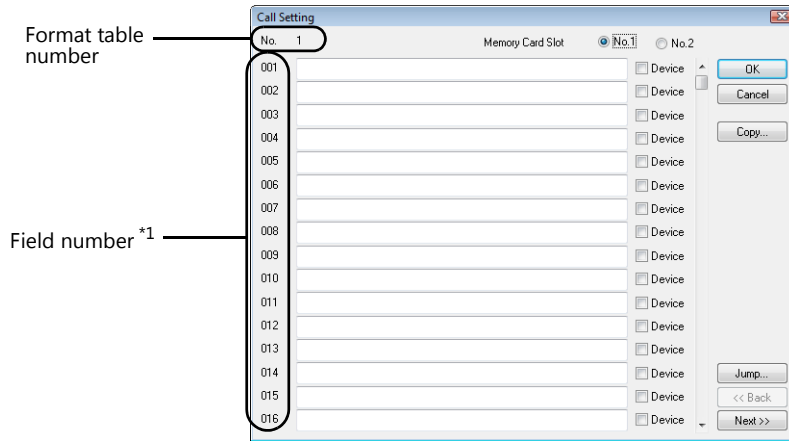 Call Setting
Format table
number
No. 1 Memory Card Slot No.1 No.2
001 Device OK
002 Device Cancel
003 Device
004 Device Copy...
005 Device
006 Device
007 Device
008 Device
Field number *1
009 Device
010 Device
011 Device
012 Device
013 Device
014 Device Jump...
015 Device << Back
016 Device Next >>